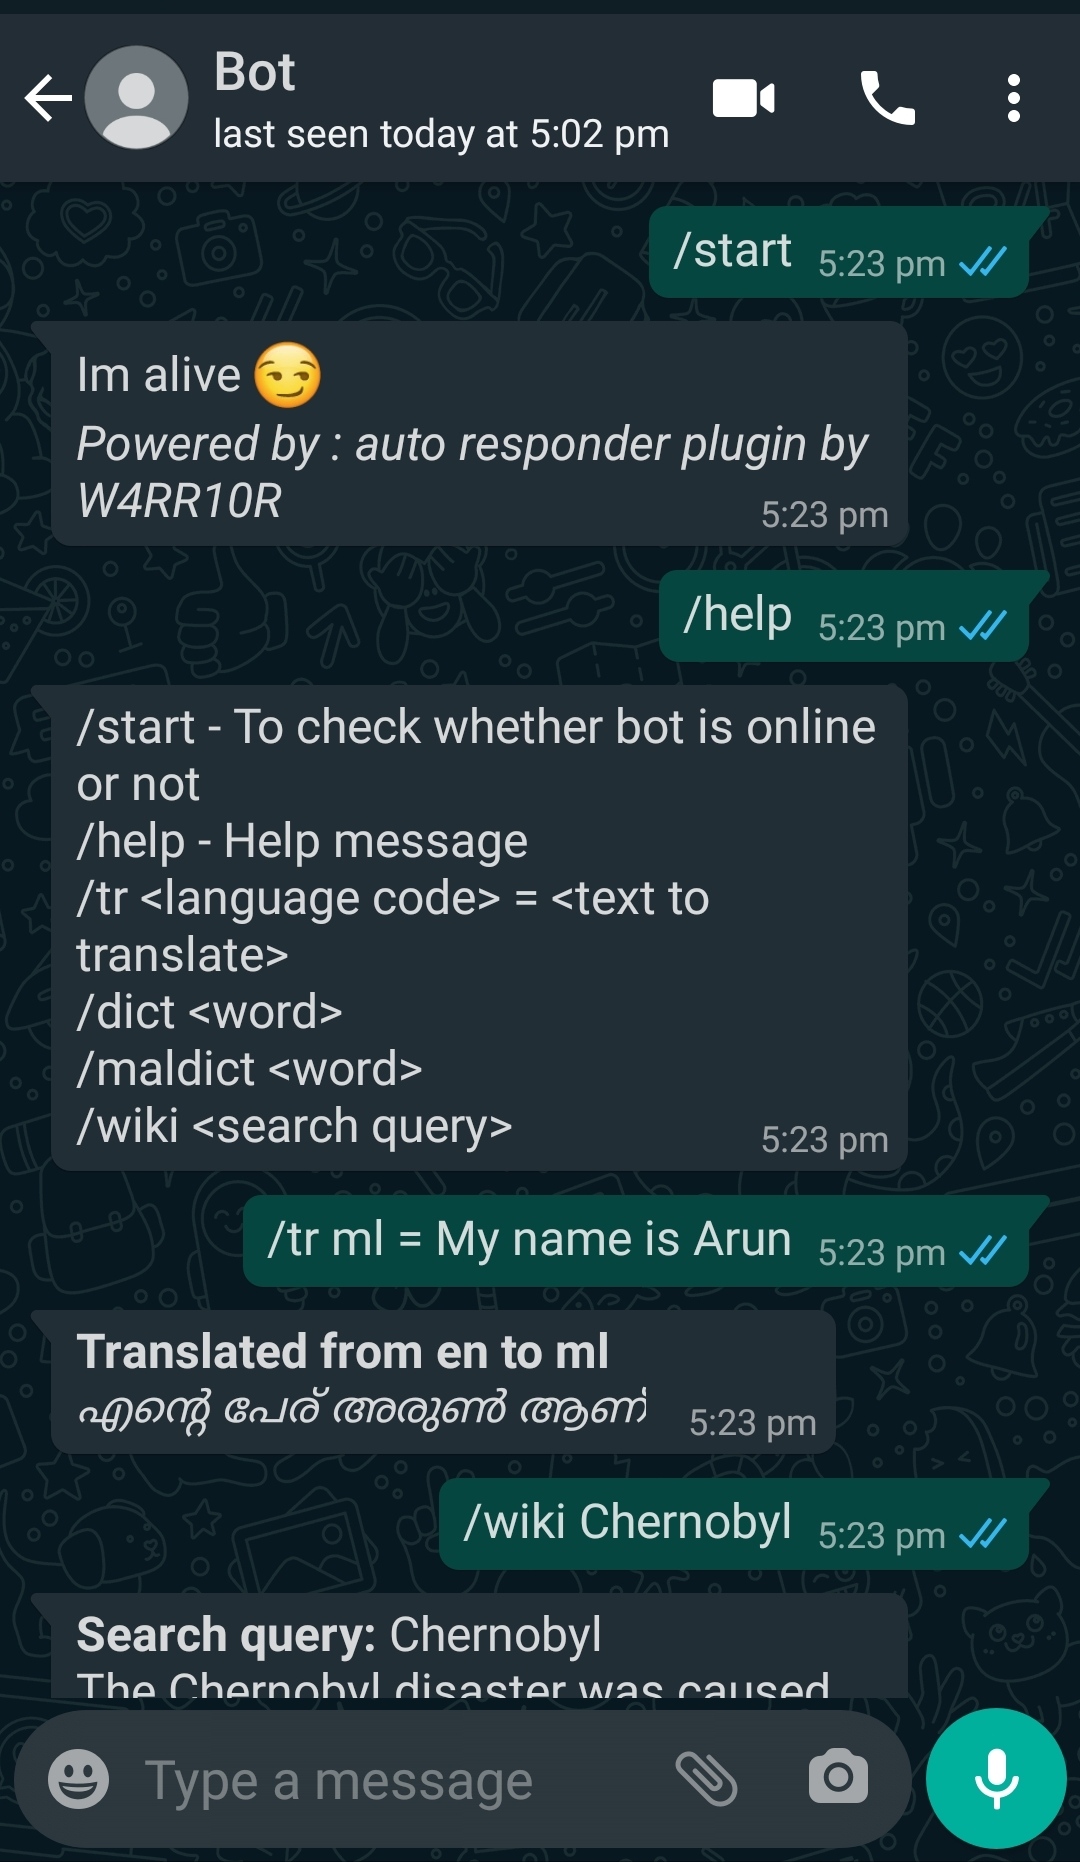 Bot
last seen today at 5:02 pm
/start 5:23 pm
Im alive 😏
Powered by : auto responder plugin by
W4RR10R
5:23 pm
/help 5:23 pm
/start - To check whether bot is online
or not
/help - Help message
/tr <language code> = <text to
translate>
/dict <word>
/maldict <word>
/wiki <search query>
5:23 pm
/tr ml = My name is Arun 5:23 pm
Translated from en to ml
എന്റെ പേര് അരുൺ ആണ് 5:23 pm
/wiki Chernobyl 5:23 pm
Search query: Chernobyl
The Chernobyl disaster was caused
Type a message